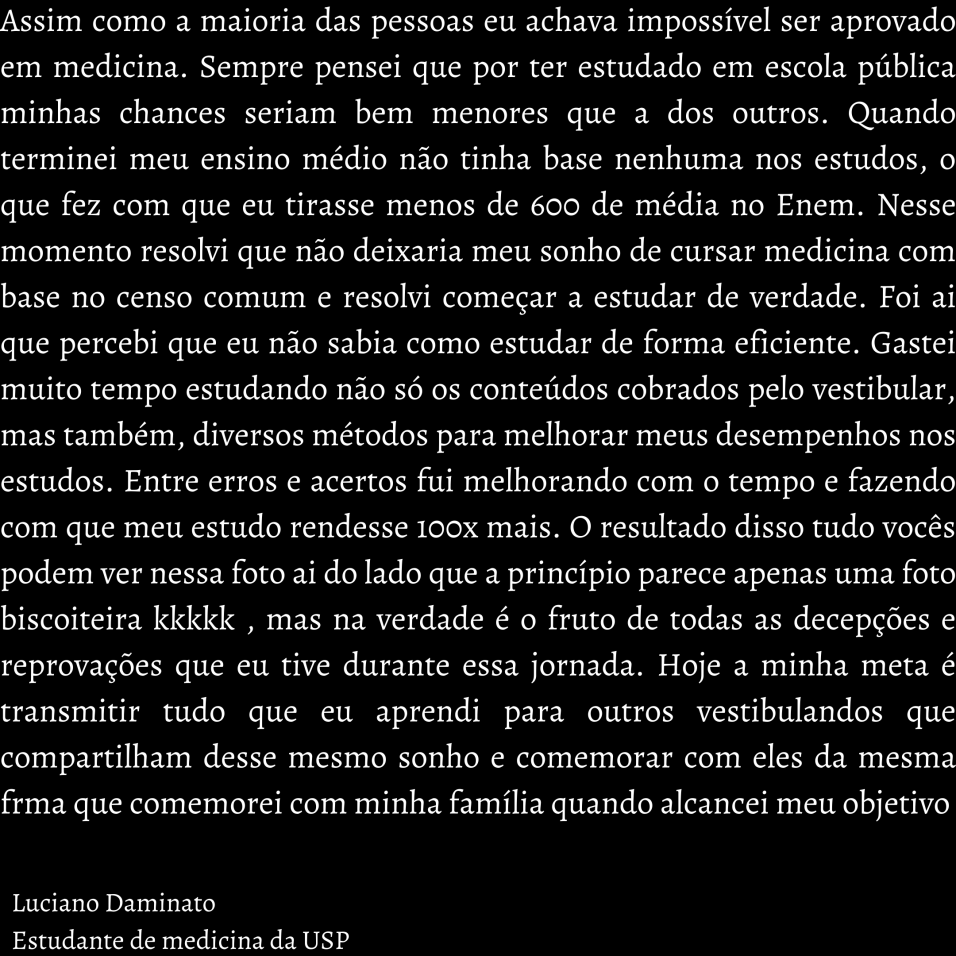 Assim como a maioria das pessoas eu achava impossível ser aprovado
em medicina. Sempre pensei que por ter estudado em escola pública
minhas chances seriam bem menores que a dos outros. Quando
terminei meu ensino médio não tinha base nenhuma nos estudos, o
que fez com que eu tirasse menos de 600 de média no Enem. Nesse
momento resolvi que não deixaria meu sonho de cursar medicina com
base no censo comum e resolvi começar a estudar de verdade. Foi ai
que percebi que eu não sabia como estudar de forma eficiente. Gastei
muito tempo estudando não só os conteúdos cobrados pelo vestibular,
mas também, diversos métodos para melhorar meus desempenhos nos
estudos. Entre erros e acertos fui melhorando com o tempo e fazendo
com que meu estudo rendesse 100x mais. O resultado disso tudo vocês
podem ver nessa foto ai do lado que a princípio parece apenas uma foto
biscoiteira kkkkk , mas na verdade é o fruto de todas as decepções e
reprovações que eu tive durante essa jornada. Hoje a minha meta é
transmitir tudo que eu aprendi para outros vestibulandos que
compartilham desse mesmo sonho e comemorar com eles da mesma
frma que comemorei com minha família quando alcancei meu objetivo
Luciano Daminato
Estudante de medicina da USP